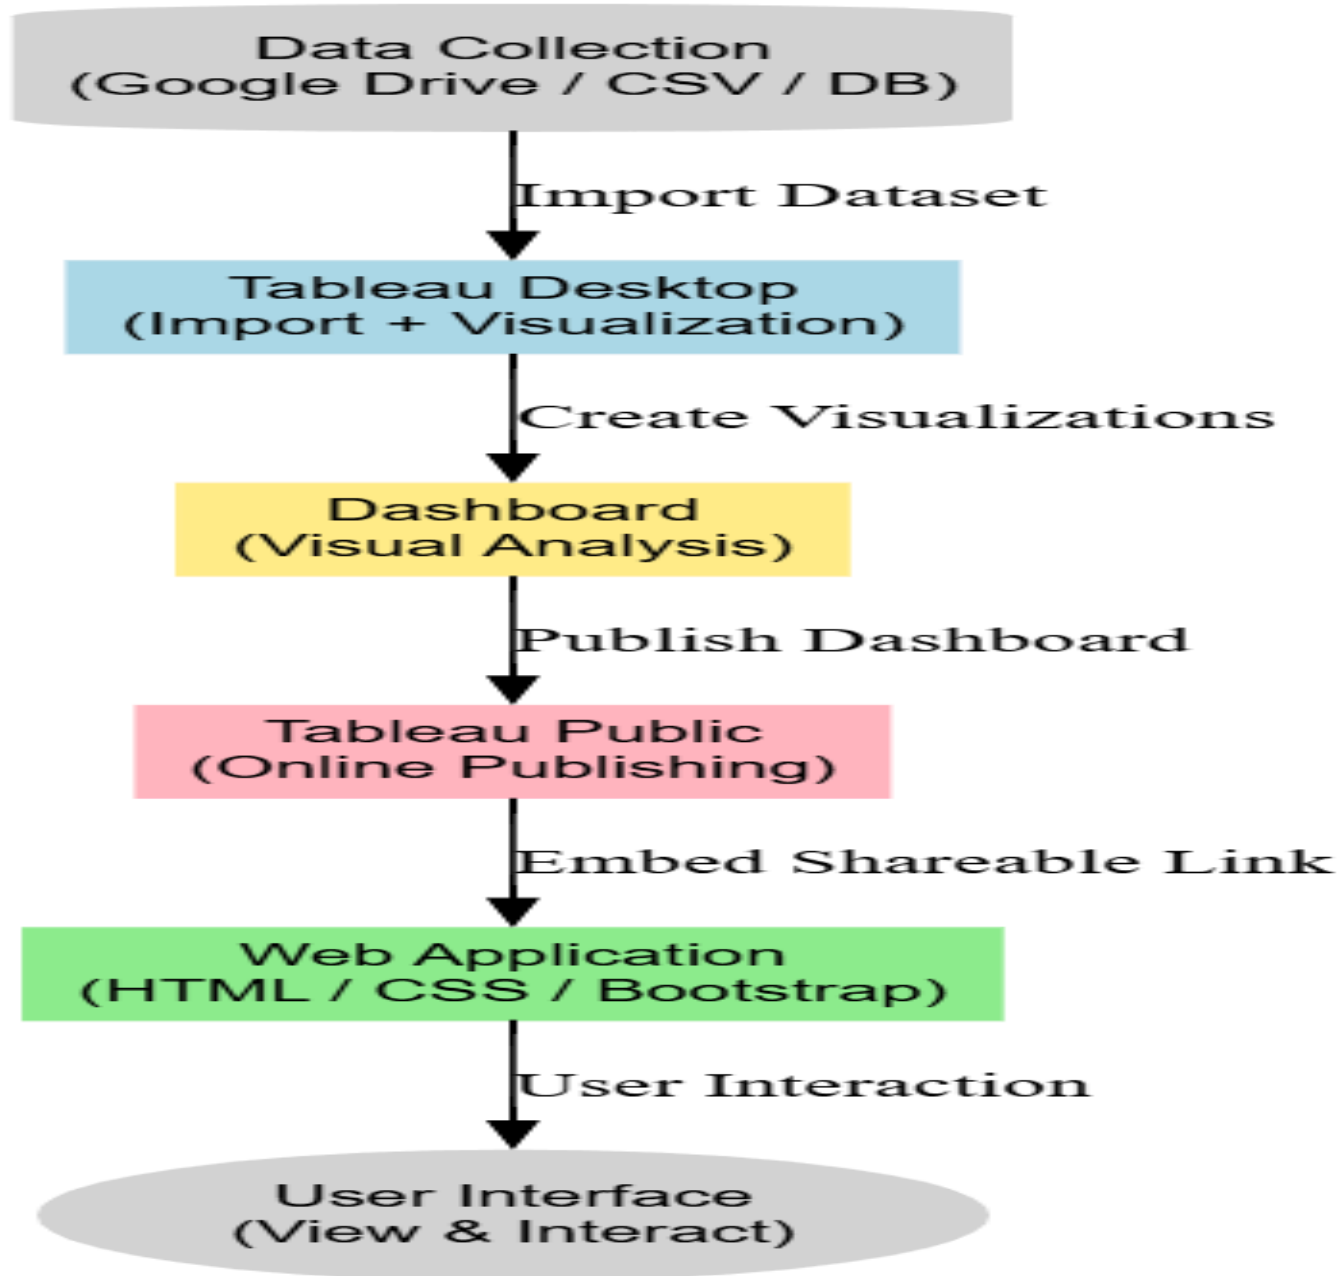 Data Collection
(Google Drive / CSV / DB)
Import Dataset
Tableau Desktop
(Import + Visualization)
Create Visualizations
Dashboard
(Visual Analysis)
Publish Dashboard
Tableau Public
(Online Publishing)
Embed Shareable Link
Web Application
(HTML / CSS / Bootstrap)
User Interaction
User Interface
(View & Interact)